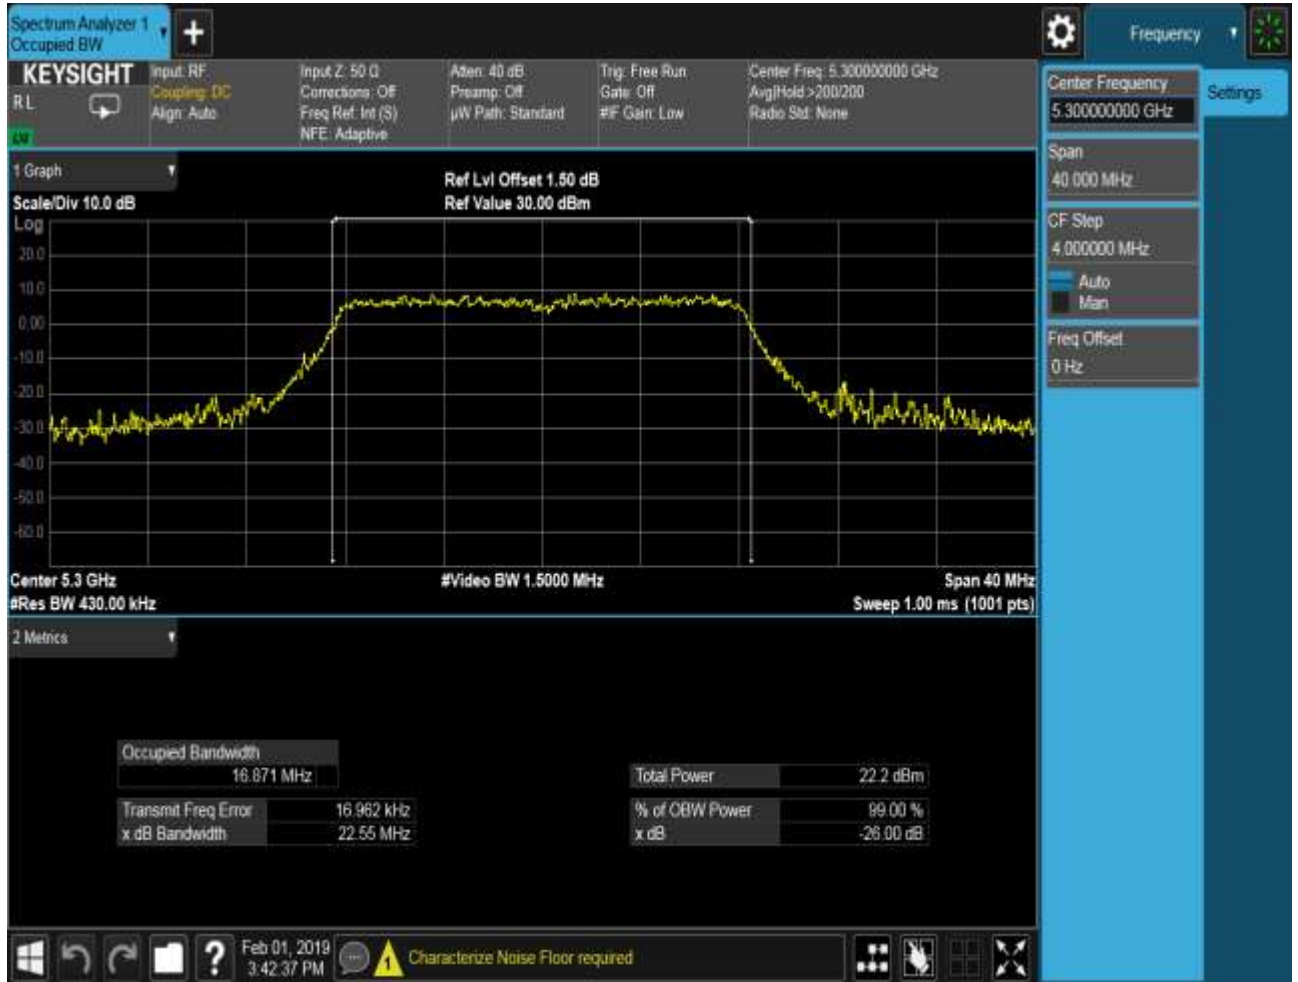 Spectrum Analyzer 1
Occupied BW
Frequency
KEYSIGHT
RL
Input: RF
Coupling: DC
Align: Auto
Input Z: 50 Ω
Corrections: Off
Freq Ref: Int (S)
NFE: Adaptive
Atten: 40 dB
Preamp: Off
µW Path: Standard
Trig: Free Run
Gate: Off
#IF Gain: Low
Center Freq: 5.300000000 GHz
Avg|Hold:>200/200
Radio Std: None
Center Frequency
5.300000000 GHz
Settings
Span
40.000 MHz
CF Step
4.000000 MHz
Auto
Man
Freq Offset
0 Hz
1 Graph
Scale/Div 10.0 dB
Ref Lvl Offset 1.50 dB
Ref Value 30.00 dBm
Log
20.0
10.0
0.00
-10.0
-20.0
-30.0
-40.0
-50.0
-60.0
Center 5.3 GHz
#Video BW 1.5000 MHz
Span 40 MHz
#Res BW 430.00 kHz
Sweep 1.00 ms (1001 pts)
2 Metrics
Occupied Bandwidth
16.871 MHz
Total Power 22.2 dBm
Transmit Freq Error 16.962 kHz
% of OBW Power 99.00 %
x dB Bandwidth 22.55 MHz
x dB -26.00 dB
?
Feb 01, 2019
3:42:37 PM
1
Characterize Noise Floor required